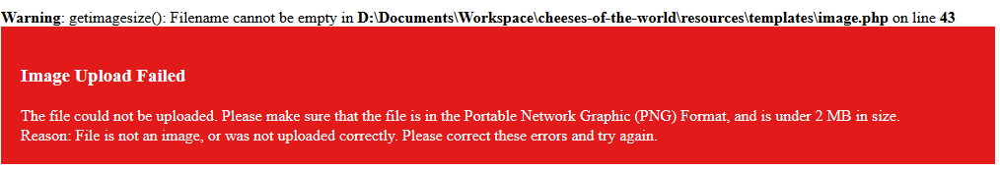 Warning: getimagesize(): Filename cannot be empty in D:\Documents\Workspace\cheeses-of-the-world\resources\templates\image.php on line 43
Image Upload Failed
The file could not be uploaded. Please make sure that the file is in the Portable Network Graphic (PNG) Format, and is under 2 MB in size.
Reason: File is not an image, or was not uploaded correctly. Please correct these errors and try again.